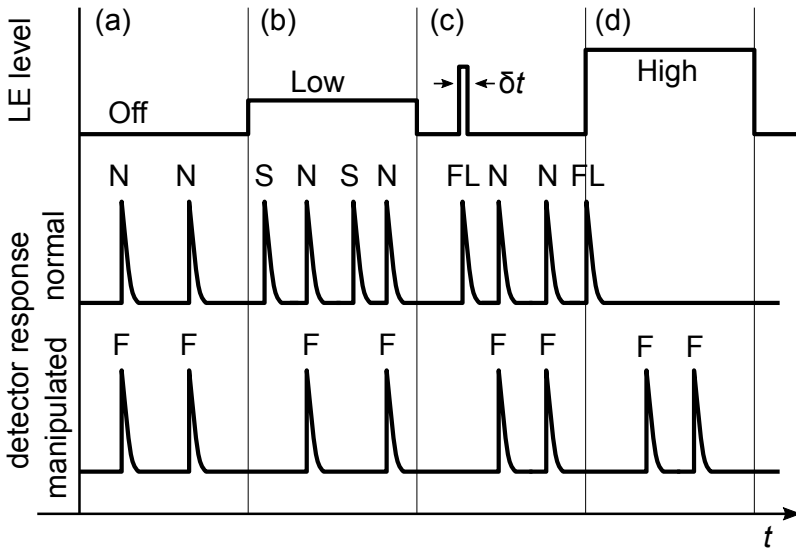 (a) (b) (c) (d)
LE level
Off
Low
δt
High
detector response
normal
N N S N S N FL N N FL
manipulated
F F F F F F F F
t